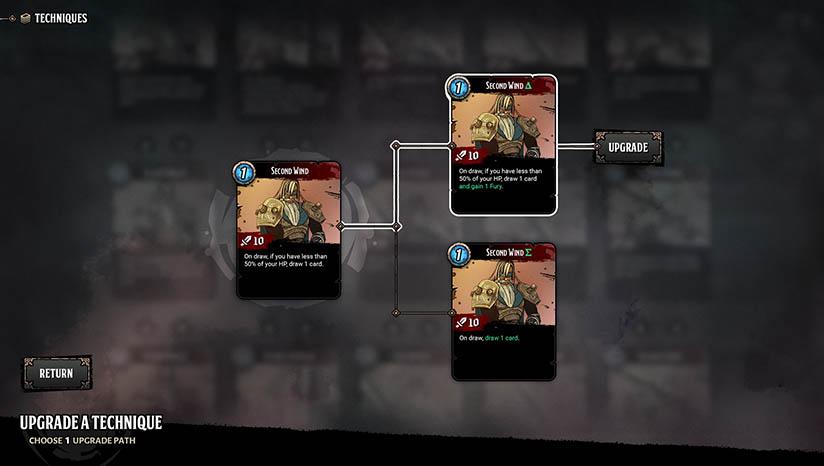 TECHNIQUES
1 SECOND WIND Δ
10
On draw, if you have less than
50% of your HP, draw 1 card
and gain 1 Fury.
UPGRADE
1 SECOND WIND
10
On draw, if you have less than
50% of your HP, draw 1 card.
1 SECOND WIND Σ
10
On draw, draw 1 card.
RETURN
UPGRADE A TECHNIQUE
CHOOSE 1 UPGRADE PATH